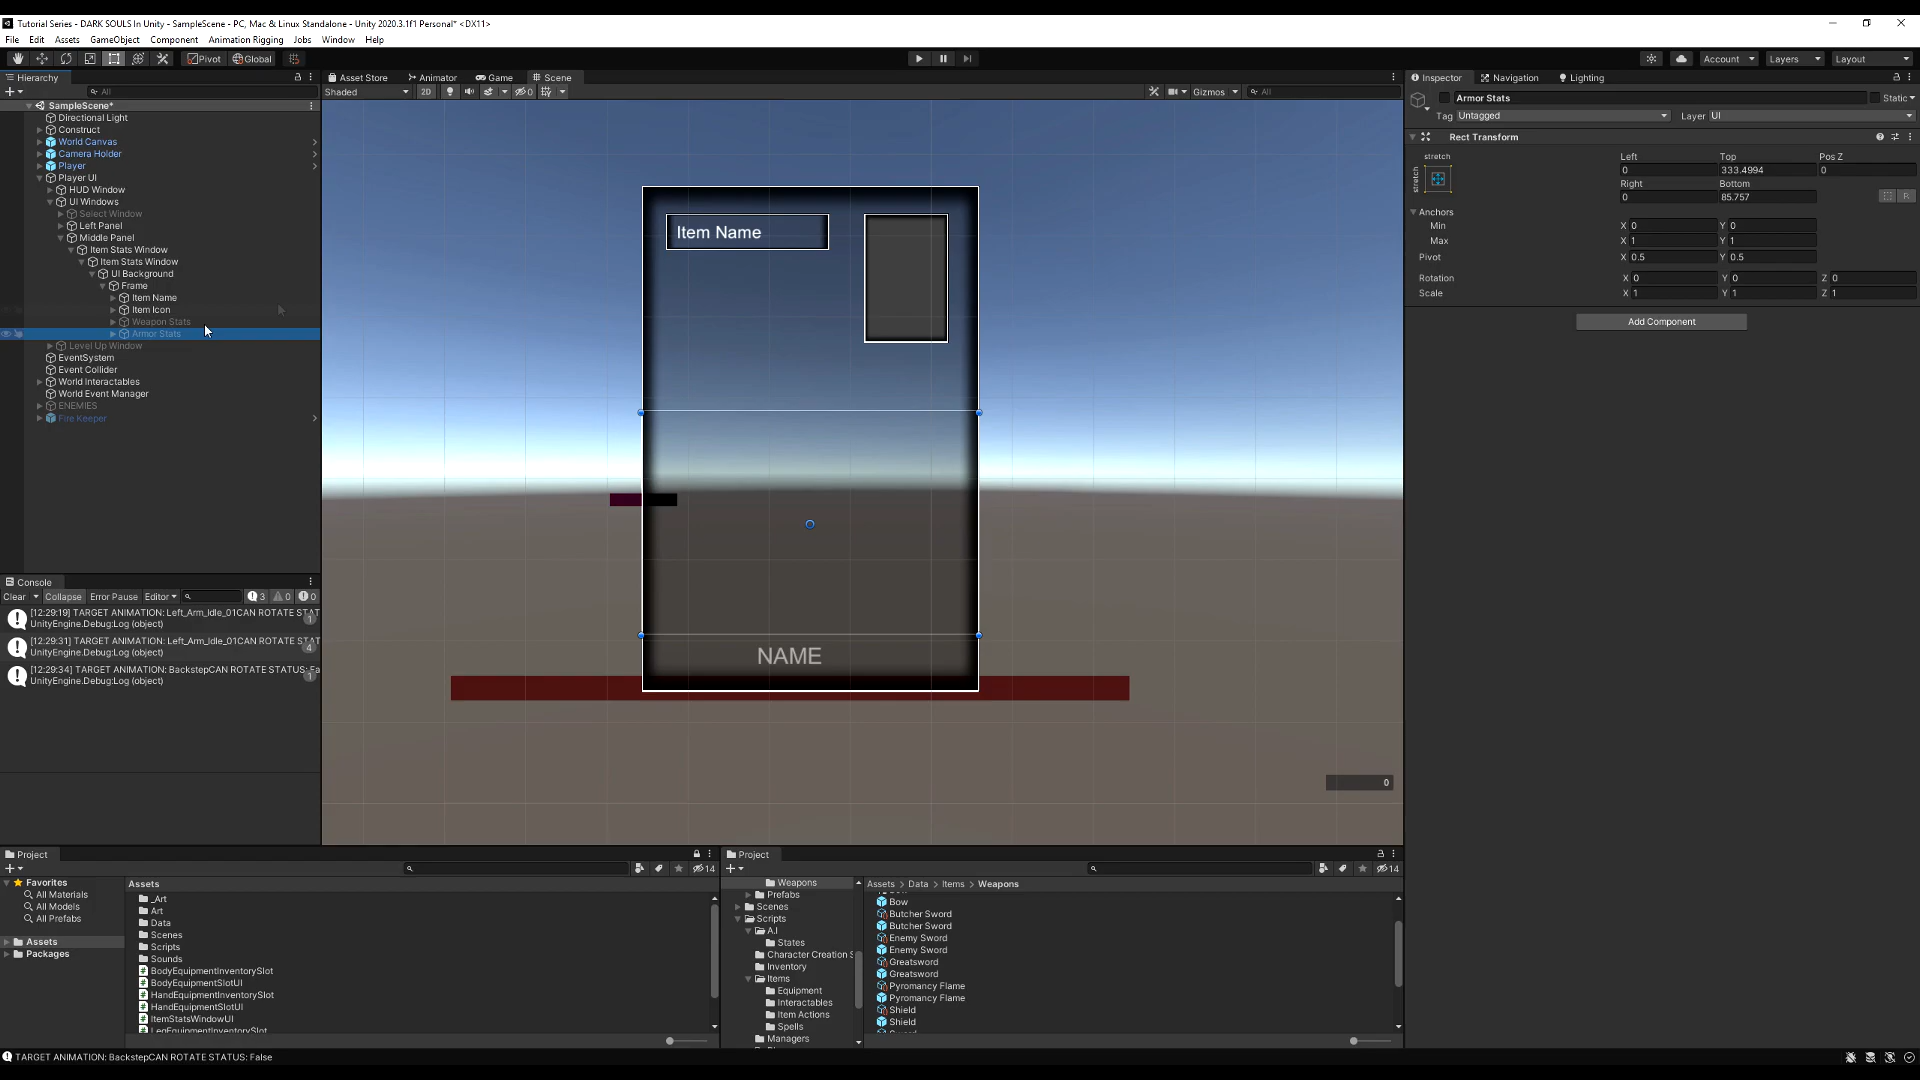 Tutorial Series - DARK SOULS In Unity - SampleScene - PC, Mac & Linux Standalone - Unity 2020.3.1f1 Personal* <DX11>
File Edit Assets GameObject Component Animation Rigging Jobs Window Help
Pivot Global Account Layers Layout
Hierarchy
All
SampleScene*
Directional Light
Construct
World Canvas
Camera Holder
Player
Player UI
HUD Window
UI Windows
Select Window
Left Panel
Middle Panel
Item Stats Window
Item Stats Window
UI Background
Frame
Item Name
Item Icon
Weapon Stats
Armor Stats
Level Up Window
EventSystem
Event Collider
World Interactables
World Event Manager
ENEMIES
Fire Keeper
Asset Store Animator Game Scene
Shaded 2D 0 Gizmos All
Item Name
NAME
0
Inspector Navigation Lighting
Armor Stats Static
Tag Untagged Layer UI
Rect Transform
stretch Left Top Pos Z
stretch
0 333.4994 0
Right Bottom
0 85.757
R
Anchors
Min X 0 Y 0
Max X 1 Y 1
Pivot X 0.5 Y 0.5
Rotation X 0 Y 0 Z 0
Scale X 1 Y 1 Z 1
Add Component
Console
Clear Collapse Error Pause Editor 3 0 0
[12:29:19] TARGET ANIMATION: Left_Arm_Idle_01CAN ROTATE STAT
UnityEngine.Debug:Log (object)
1
[12:29:31] TARGET ANIMATION: Left_Arm_Idle_01CAN ROTATE STAT
UnityEngine.Debug:Log (object)
4
[12:29:34] TARGET ANIMATION: BackstepCAN ROTATE STATUS: Fa
UnityEngine.Debug:Log (object)
1
Project
14
Favorites
All Materials
All Models
All Prefabs
Assets
Packages
Assets
_Art
Art
Data
Scenes
Scripts
Sounds
BodyEquipmentInventorySlot
BodyEquipmentSlotUI
HandEquipmentInventorySlot
HandEquipmentSlotUI
ItemStatsWindowUI
LegEquipmentInventorySlot
Project
14
Weapons
Prefabs
Scenes
Scripts
A.I
States
Character Creation S
Inventory
Items
Equipment
Interactables
Item Actions
Spells
Managers
Assets > Data > Items > Weapons
Bow
Butcher Sword
Butcher Sword
Enemy Sword
Enemy Sword
Greatsword
Greatsword
Pyromancy Flame
Pyromancy Flame
Shield
Shield
TARGET ANIMATION: BackstepCAN ROTATE STATUS: False